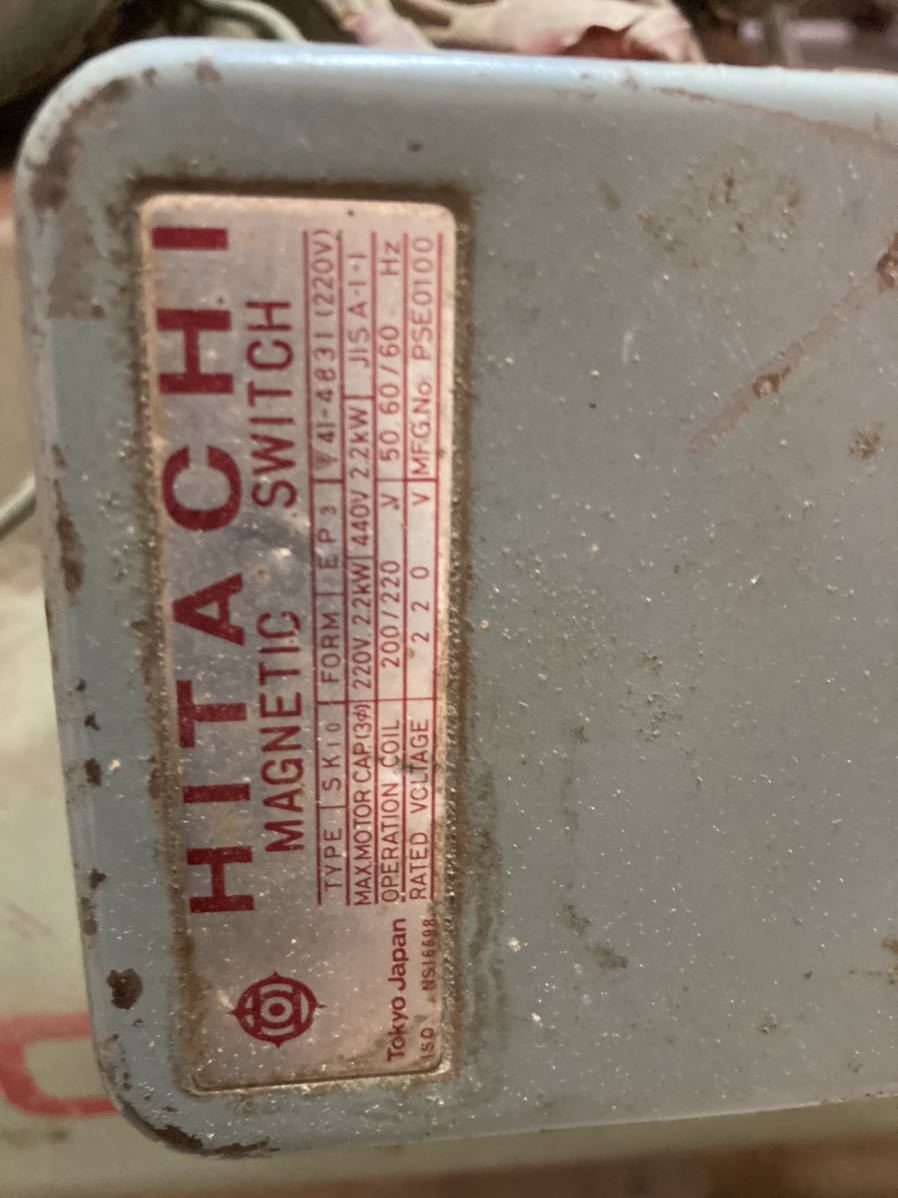 HITACHI
MAGNETIC SWITCH
TYPE SK10 FORM EP3 41-4831 (220V)
MAX.MOTOR CAP.(3φ) 220V. 2.2kW 440V 2.2kW JIS A-1-1
OPERATION COIL 200/220 V 50.60/60 Hz
RATED VOLTAGE 220 V MFG.No. PSE0100
Tokyo Japan
ISO